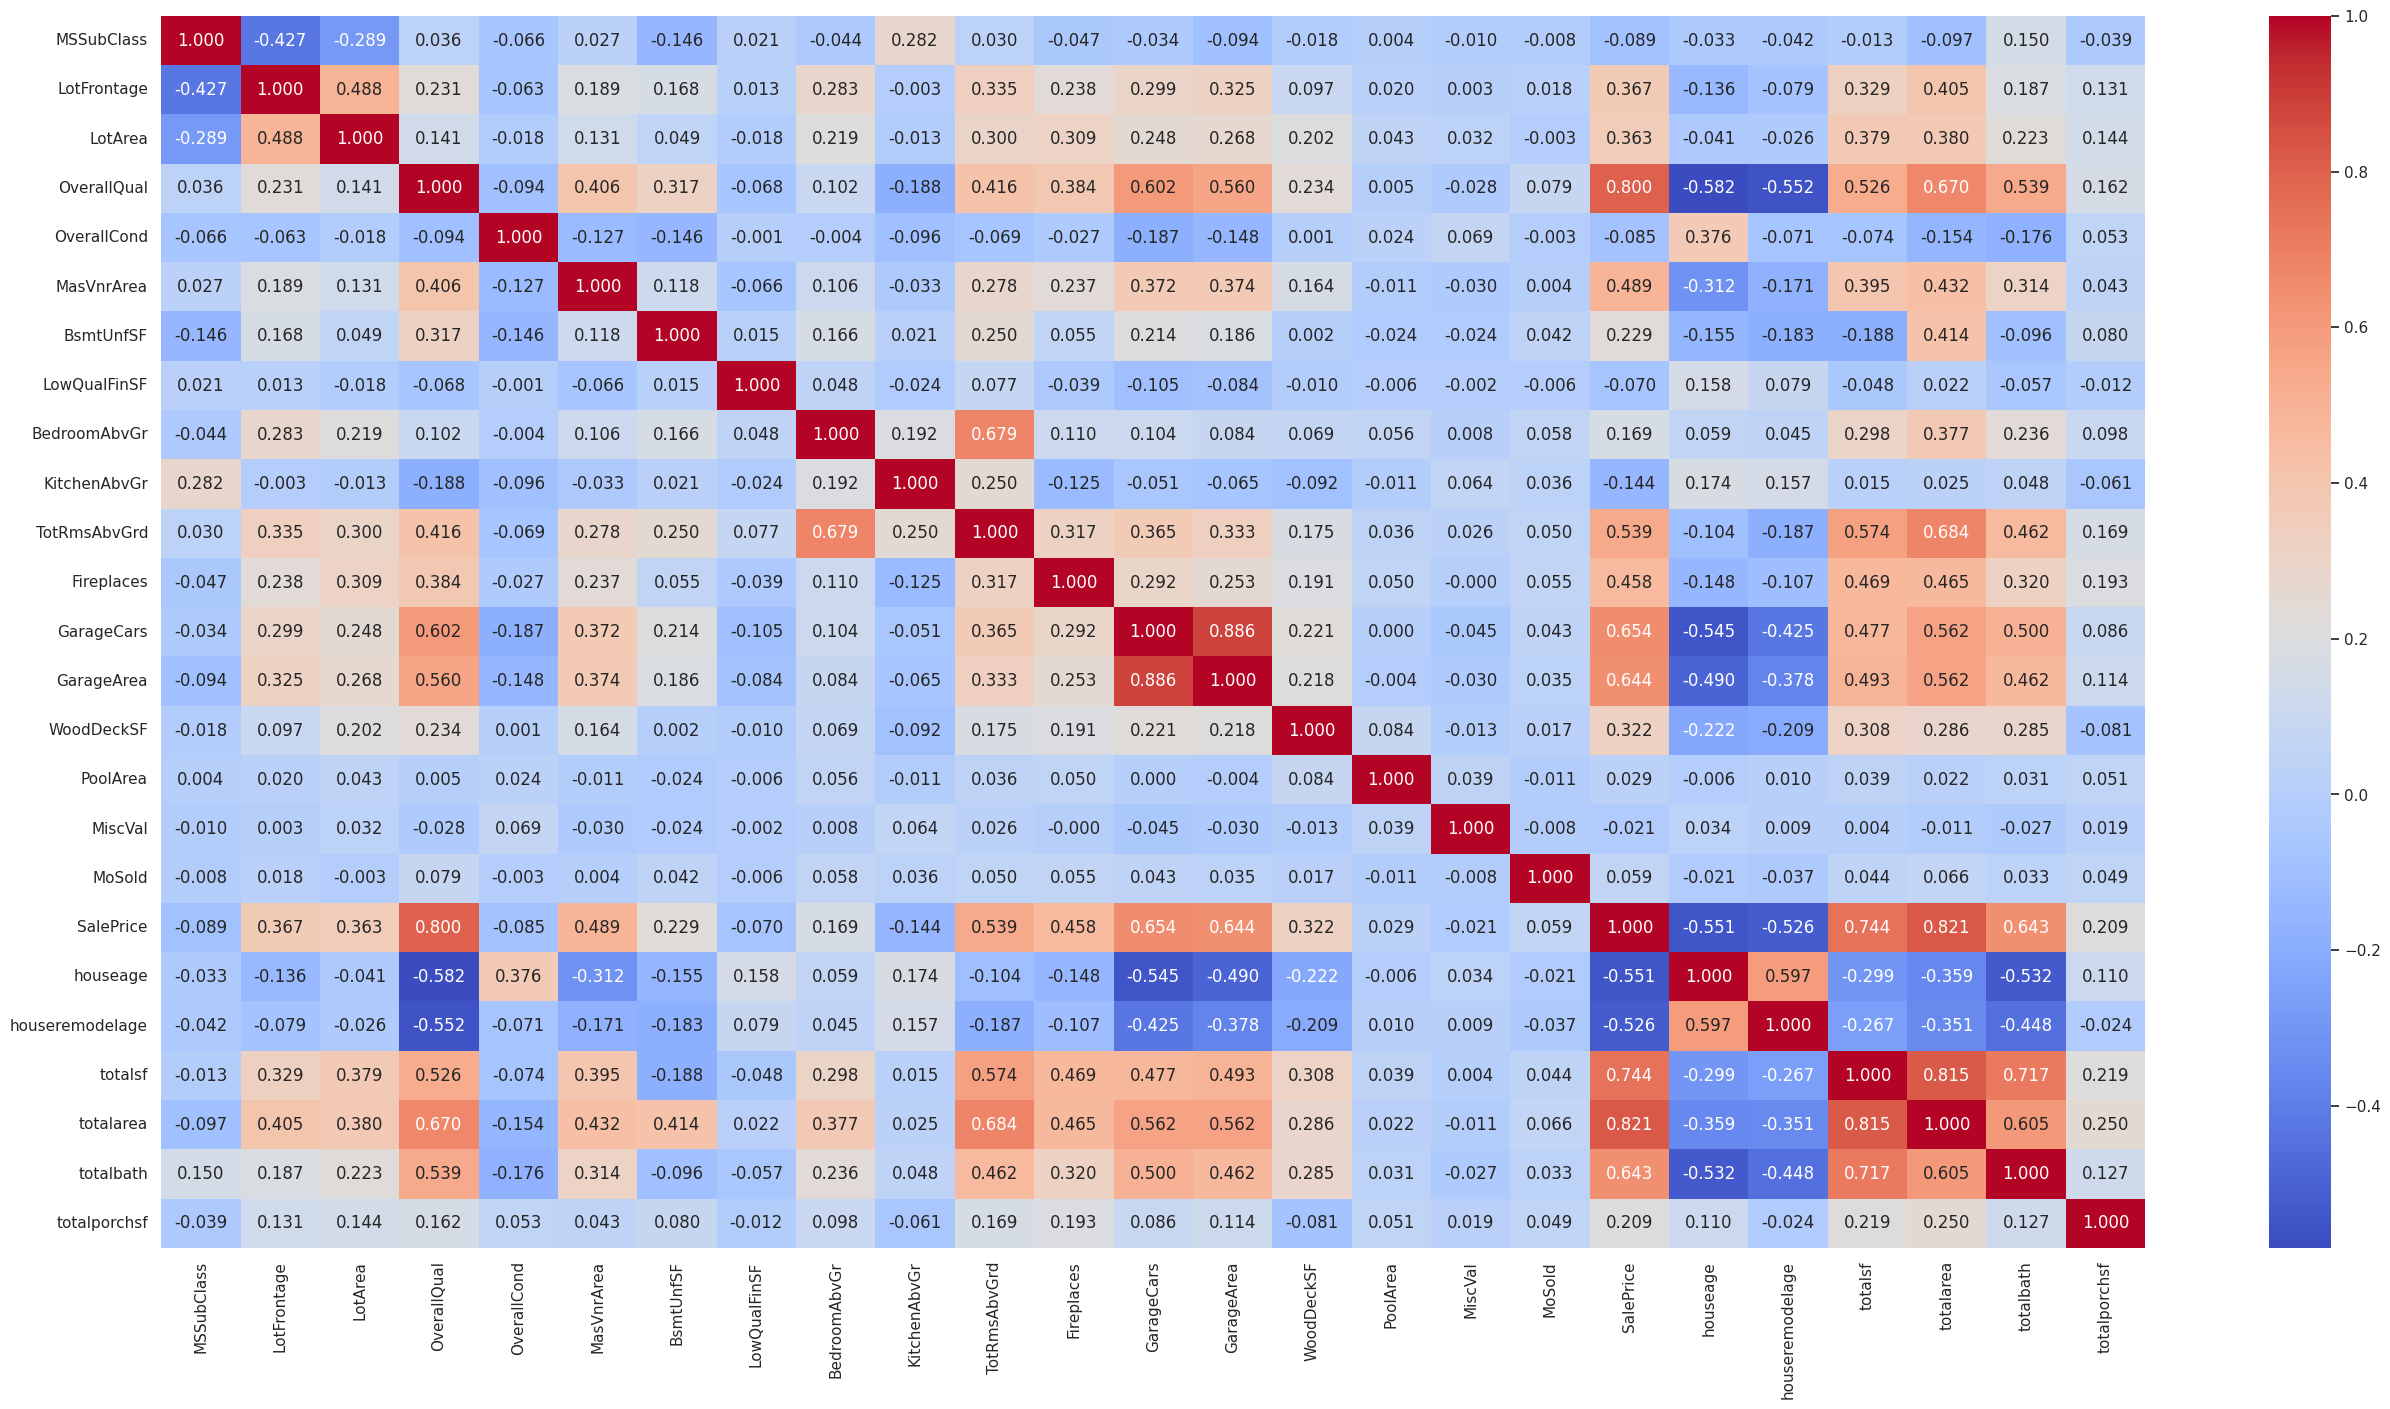 MSSubClass 1.000 -0.427 -0.289 0.036 -0.066 0.027 -0.146 0.021 -0.044 0.282 0.030 -0.047 -0.034 -0.094 -0.018 0.004 -0.010 -0.008 -0.089 -0.033 -0.042 -0.013 -0.097 0.150 -0.039
LotFrontage -0.427 1.000 0.488 0.231 -0.063 0.189 0.168 0.013 0.283 -0.003 0.335 0.238 0.299 0.325 0.097 0.020 0.003 0.018 0.367 -0.136 -0.079 0.329 0.405 0.187 0.131
LotArea -0.289 0.488 1.000 0.141 -0.018 0.131 0.049 -0.018 0.219 -0.013 0.300 0.309 0.248 0.268 0.202 0.043 0.032 -0.003 0.363 -0.041 -0.026 0.379 0.380 0.223 0.144
OverallQual 0.036 0.231 0.141 1.000 -0.094 0.406 0.317 -0.068 0.102 -0.188 0.416 0.384 0.602 0.560 0.234 0.005 -0.028 0.079 0.800 -0.582 -0.552 0.526 0.670 0.539 0.162
OverallCond -0.066 -0.063 -0.018 -0.094 1.000 -0.127 -0.146 -0.001 -0.004 -0.096 -0.069 -0.027 -0.187 -0.148 0.001 0.024 0.069 -0.003 -0.085 0.376 -0.071 -0.074 -0.154 -0.176 0.053
MasVnrArea 0.027 0.189 0.131 0.406 -0.127 1.000 0.118 -0.066 0.106 -0.033 0.278 0.237 0.372 0.374 0.164 -0.011 -0.030 0.004 0.489 -0.312 -0.171 0.395 0.432 0.314 0.043
BsmtUnfSF -0.146 0.168 0.049 0.317 -0.146 0.118 1.000 0.015 0.166 0.021 0.250 0.055 0.214 0.186 0.002 -0.024 -0.024 0.042 0.229 -0.155 -0.183 -0.188 0.414 -0.096 0.080
LowQualFinSF 0.021 0.013 -0.018 -0.068 -0.001 -0.066 0.015 1.000 0.048 -0.024 0.077 -0.039 -0.105 -0.084 -0.010 -0.006 -0.002 -0.006 -0.070 0.158 0.079 -0.048 0.022 -0.057 -0.012
BedroomAbvGr -0.044 0.283 0.219 0.102 -0.004 0.106 0.166 0.048 1.000 0.192 0.679 0.110 0.104 0.084 0.069 0.056 0.008 0.058 0.169 0.059 0.045 0.298 0.377 0.236 0.098
KitchenAbvGr 0.282 -0.003 -0.013 -0.188 -0.096 -0.033 0.021 -0.024 0.192 1.000 0.250 -0.125 -0.051 -0.065 -0.092 -0.011 0.064 0.036 -0.144 0.174 0.157 0.015 0.025 0.048 -0.061
TotRmsAbvGrd 0.030 0.335 0.300 0.416 -0.069 0.278 0.250 0.077 0.679 0.250 1.000 0.317 0.365 0.333 0.175 0.036 0.026 0.050 0.539 -0.104 -0.187 0.574 0.684 0.462 0.169
Fireplaces -0.047 0.238 0.309 0.384 -0.027 0.237 0.055 -0.039 0.110 -0.125 0.317 1.000 0.292 0.253 0.191 0.050 -0.000 0.055 0.458 -0.148 -0.107 0.469 0.465 0.320 0.193
GarageCars -0.034 0.299 0.248 0.602 -0.187 0.372 0.214 -0.105 0.104 -0.051 0.365 0.292 1.000 0.886 0.221 0.000 -0.045 0.043 0.654 -0.545 -0.425 0.477 0.562 0.500 0.086
GarageArea -0.094 0.325 0.268 0.560 -0.148 0.374 0.186 -0.084 0.084 -0.065 0.333 0.253 0.886 1.000 0.218 -0.004 -0.030 0.035 0.644 -0.490 -0.378 0.493 0.562 0.462 0.114
WoodDeckSF -0.018 0.097 0.202 0.234 0.001 0.164 0.002 -0.010 0.069 -0.092 0.175 0.191 0.221 0.218 1.000 0.084 -0.013 0.017 0.322 -0.222 -0.209 0.308 0.286 0.285 -0.081
PoolArea 0.004 0.020 0.043 0.005 0.024 -0.011 -0.024 -0.006 0.056 -0.011 0.036 0.050 0.000 -0.004 0.084 1.000 0.039 -0.011 0.029 -0.006 0.010 0.039 0.022 0.031 0.051
MiscVal -0.010 0.003 0.032 -0.028 0.069 -0.030 -0.024 -0.002 0.008 0.064 0.026 -0.000 -0.045 -0.030 -0.013 0.039 1.000 -0.008 -0.021 0.034 0.009 0.004 -0.011 -0.027 0.019
MoSold -0.008 0.018 -0.003 0.079 -0.003 0.004 0.042 -0.006 0.058 0.036 0.050 0.055 0.043 0.035 0.017 -0.011 -0.008 1.000 0.059 -0.021 -0.037 0.044 0.066 0.033 0.049
SalePrice -0.089 0.367 0.363 0.800 -0.085 0.489 0.229 -0.070 0.169 -0.144 0.539 0.458 0.654 0.644 0.322 0.029 -0.021 0.059 1.000 -0.551 -0.526 0.744 0.821 0.643 0.209
houseage -0.033 -0.136 -0.041 -0.582 0.376 -0.312 -0.155 0.158 0.059 0.174 -0.104 -0.148 -0.545 -0.490 -0.222 -0.006 0.034 -0.021 -0.551 1.000 0.597 -0.299 -0.359 -0.532 0.110
houseremodelage -0.042 -0.079 -0.026 -0.552 -0.071 -0.171 -0.183 0.079 0.045 0.157 -0.187 -0.107 -0.425 -0.378 -0.209 0.010 0.009 -0.037 -0.526 0.597 1.000 -0.267 -0.351 -0.448 -0.024
totalsf -0.013 0.329 0.379 0.526 -0.074 0.395 -0.188 -0.048 0.298 0.015 0.574 0.469 0.477 0.493 0.308 0.039 0.004 0.044 0.744 -0.299 -0.267 1.000 0.815 0.717 0.219
totalarea -0.097 0.405 0.380 0.670 -0.154 0.432 0.414 0.022 0.377 0.025 0.684 0.465 0.562 0.562 0.286 0.022 -0.011 0.066 0.821 -0.359 -0.351 0.815 1.000 0.605 0.250
totalbath 0.150 0.187 0.223 0.539 -0.176 0.314 -0.096 -0.057 0.236 0.048 0.462 0.320 0.500 0.462 0.285 0.031 -0.027 0.033 0.643 -0.532 -0.448 0.717 0.605 1.000 0.127
totalporchsf -0.039 0.131 0.144 0.162 0.053 0.043 0.080 -0.012 0.098 -0.061 0.169 0.193 0.086 0.114 -0.081 0.051 0.019 0.049 0.209 0.110 -0.024 0.219 0.250 0.127 1.000
MSSubClass
LotFrontage
LotArea
OverallQual
OverallCond
MasVnrArea
BsmtUnfSF
LowQualFinSF
BedroomAbvGr
KitchenAbvGr
TotRmsAbvGrd
Fireplaces
GarageCars
GarageArea
WoodDeckSF
PoolArea
MiscVal
MoSold
SalePrice
houseage
houseremodelage
totalsf
totalarea
totalbath
totalporchsf
1.0
0.8
0.6
0.4
0.2
0.0
−0.2
−0.4